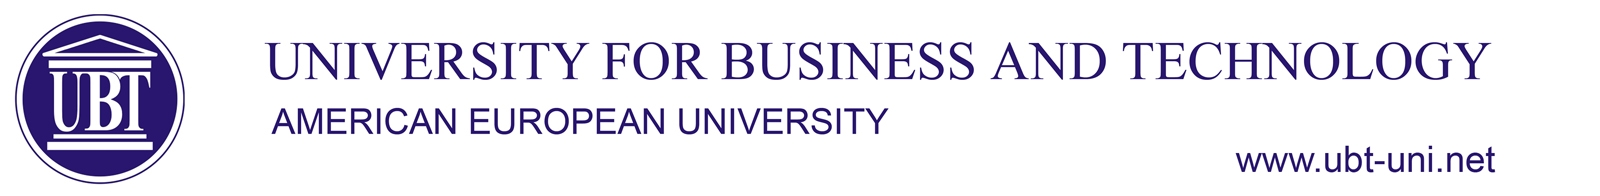 UBT
UNIVERSITY FOR BUSINESS AND TECHNOLOGY
AMERICAN EUROPEAN UNIVERSITY
www.ubt-uni.net